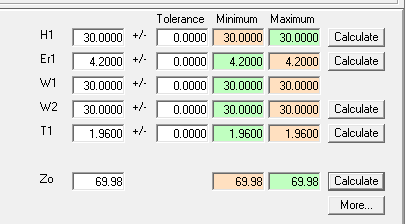 Tolerance Minimum Maximum
H1 30.0000 +/- 0.0000 30.0000 30.0000 Calculate
Er1 4.2000 +/- 0.0000 4.2000 4.2000 Calculate
W1 30.0000 +/- 0.0000 30.0000 30.0000
W2 30.0000 +/- 0.0000 30.0000 30.0000 Calculate
T1 1.9600 +/- 0.0000 1.9600 1.9600 Calculate
Zo 69.98 69.98 69.98 Calculate
More...